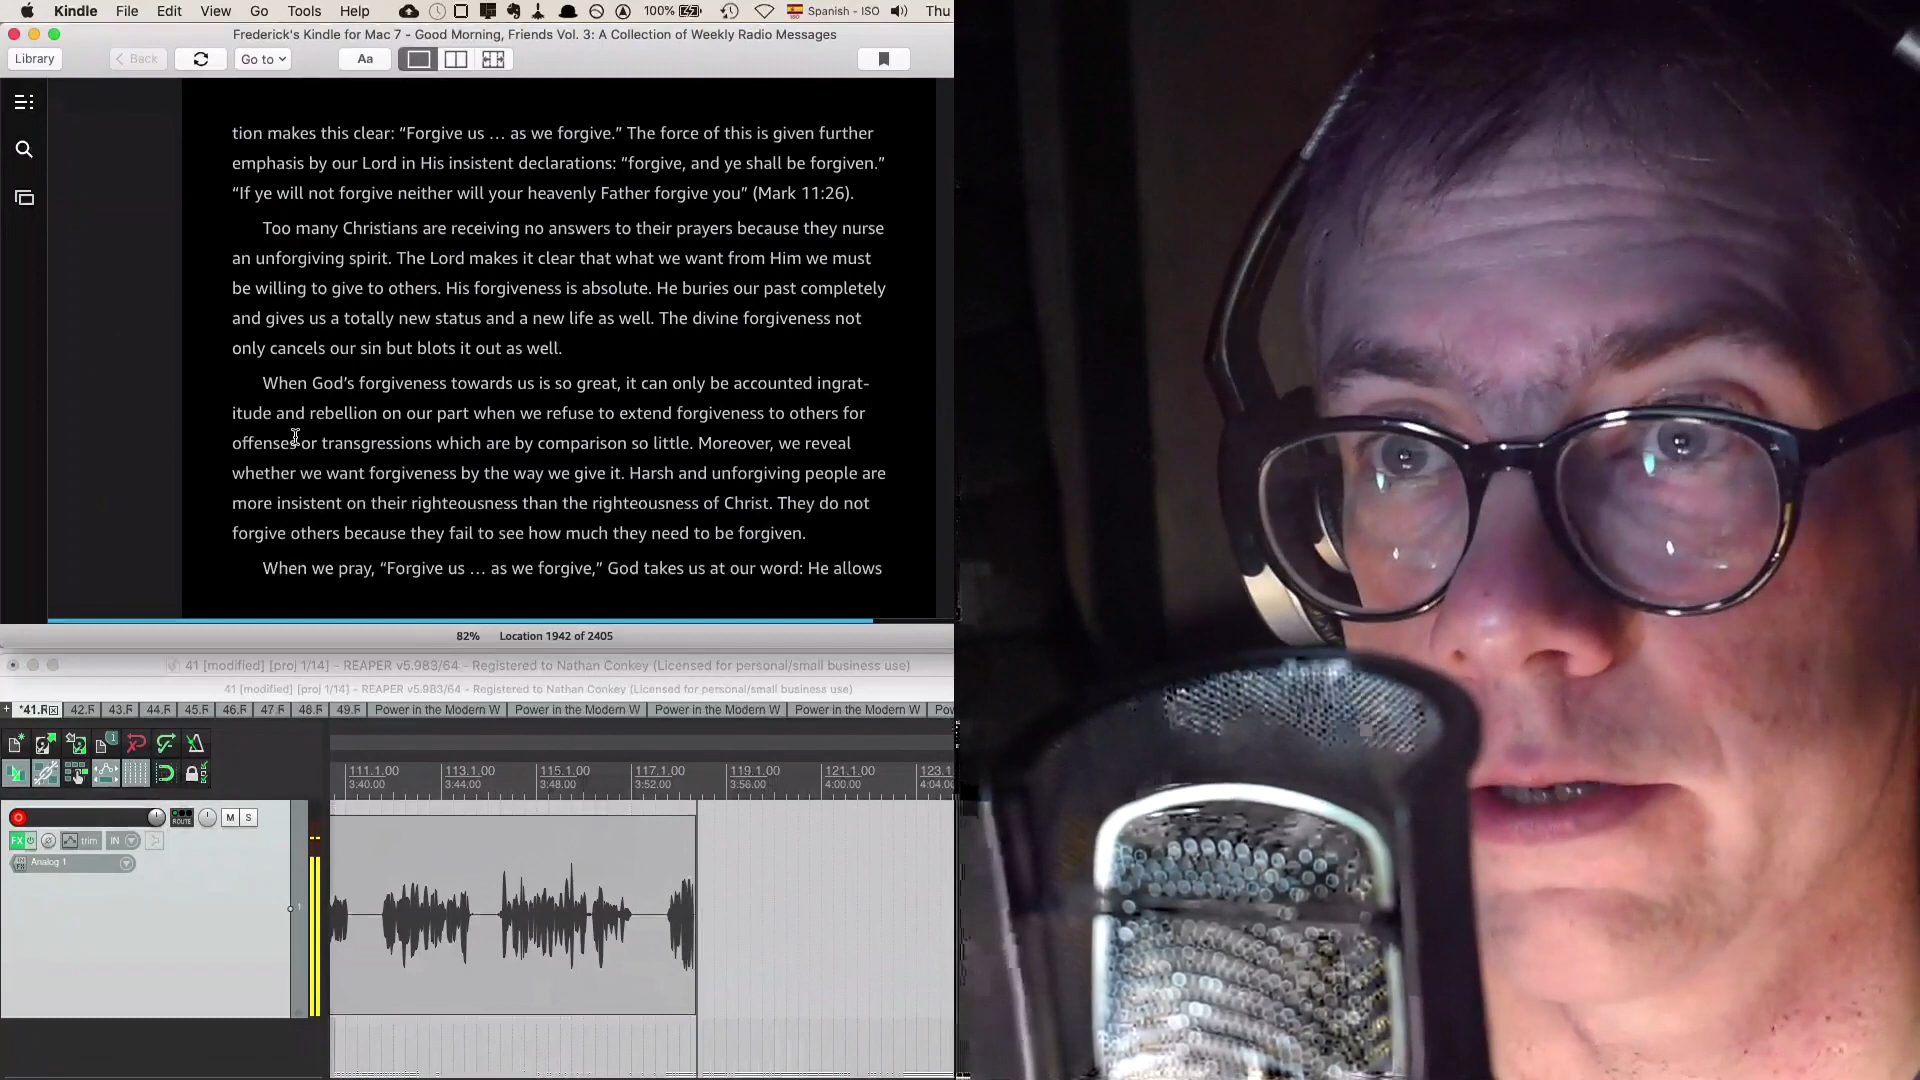 Kindle File Edit View Go Tools Help 100% Spanish - ISO Thu
Frederick's Kindle for Mac 7 - Good Morning, Friends Vol. 3: A Collection of Weekly Radio Messages
Library Back Go to Aa
tion makes this clear: “Forgive us … as we forgive.” The force of this is given further
emphasis by our Lord in His insistent declarations: “forgive, and ye shall be forgiven.”
“If ye will not forgive neither will your heavenly Father forgive you” (Mark 11:26).
Too many Christians are receiving no answers to their prayers because they nurse
an unforgiving spirit. The Lord makes it clear that what we want from Him we must
be willing to give to others. His forgiveness is absolute. He buries our past completely
and gives us a totally new status and a new life as well. The divine forgiveness not
only cancels our sin but blots it out as well.
When God’s forgiveness towards us is so great, it can only be accounted ingrat-
itude and rebellion on our part when we refuse to extend forgiveness to others for
offenses or transgressions which are by comparison so little. Moreover, we reveal
whether we want forgiveness by the way we give it. Harsh and unforgiving people are
more insistent on their righteousness than the righteousness of Christ. They do not
forgive others because they fail to see how much they need to be forgiven.
When we pray, “Forgive us … as we forgive,” God takes us at our word: He allows
82% Location 1942 of 2405
41 [modified] [proj 1/14] - REAPER v5.983/64 - Registered to Nathan Conkey (Licensed for personal/small business use)
41 [modified] [proj 1/14] - REAPER v5.983/64 - Registered to Nathan Conkey (Licensed for personal/small business use)
+ *41.R 42.R 43.R 44.R 45.R 46.R 47.R 48.R 49.R Power in the Modern W Power in the Modern W Power in the Modern W Power in the Modern W Power
111.1.00 113.1.00 115.1.00 117.1.00 119.1.00 121.1.00 123.1
3:40.00 3:44.00 3:48.00 3:52.00 3:56.00 4:00.00 4:04.00
ROUTE M S
FX trim IN
Analog 1
1